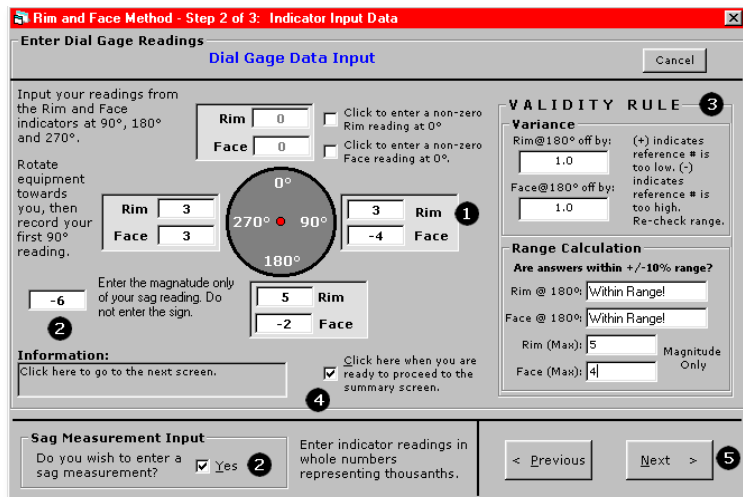 Rim and Face Method - Step 2 of 3: Indicator Input Data
Enter Dial Gage Readings
Dial Gage Data Input
Cancel
Input your readings from
the Rim and Face
indicators at 90°, 180°
and 270°.
Rotate
equipment
towards
you, then
record your
first 90°
reading.
Rim 0
Face 0
Click to enter a non-zero
Rim reading at 0°
Click to enter a non-zero
Face reading at 0°.
0°
270° 90°
180°
Rim 3
Face 3
3 Rim
-4 Face
1
-6
2
Enter the magnitude only
of your sag reading. Do
not enter the sign.
5 Rim
-2 Face
Information:
Click here to go to the next screen.
Click here when you are
ready to proceed to the
summary screen.
4
VALIDITY RULE
3
Variance
Rim@180° off by:
1.0
Face@180° off by:
1.0
(+) indicates
reference # is
too low. (-)
indicates
reference # is
too high.
Re-check range.
Range Calculation
Are answers within +/-10% range?
Rim @ 180°: Within Range!
Face @ 180°: Within Range!
Rim (Max): 5
Face (Max): 4
Magnitude
Only
Sag Measurement Input
Do you wish to enter a
sag measurement?
Yes
2
Enter indicator readings in
whole numbers
representing thousanths.
< Previous
Next >
5